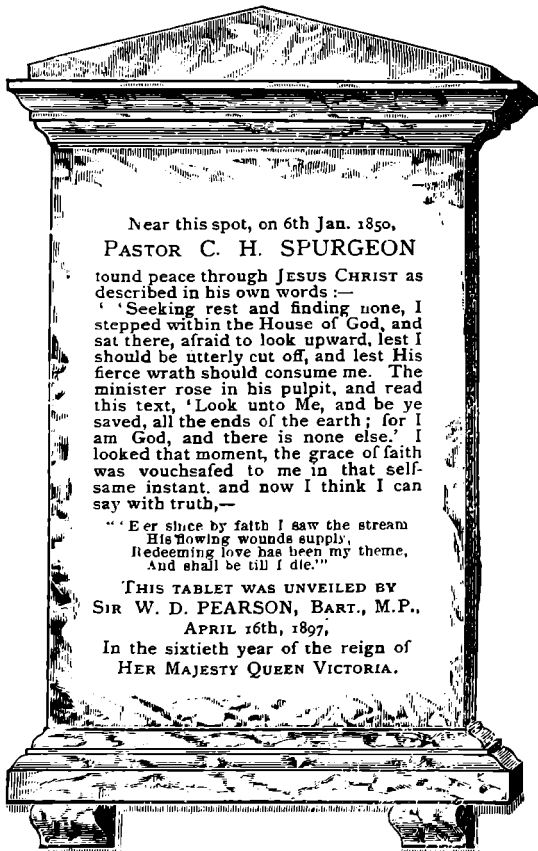 Near this spot, on 6th Jan. 1850,
PASTOR C. H. SPURGEON
found peace through JESUS CHRIST as
described in his own words :—
' 'Seeking rest and finding none, I
stepped within the House of God, and
sat there, afraid to look upward, lest I
should be utterly cut off, and lest His
fierce wrath should consume me. The
minister rose in his pulpit, and read
this text, 'Look unto Me, and be ye
saved, all the ends of the earth ; for I
am God, and there is none else.' I
looked that moment, the grace of faith
was vouchsafed to me in that self-
same instant. and now I think I can
say with truth,—
"'E'er since by faith I saw the stream
His flowing wounds supply,
Redeeming love has been my theme,
And shall be till I die.'"
THIS TABLET WAS UNVEILED BY
SIR W. D. PEARSON, BART., M.P.,
APRIL 16th, 1897,
In the sixtieth year of the reign of
HER MAJESTY QUEEN VICTORIA.